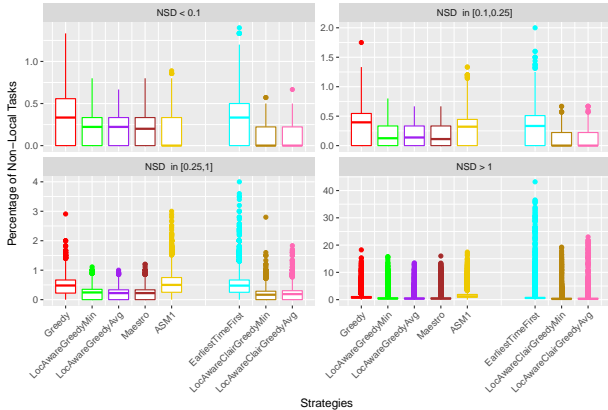 NSD < 0.1
NSD in [0.1,0.25]
1.0
0.5
0.0
2.0
1.5
1.0
0.5
0.0
Percentage of Non-Local Tasks
NSD in [0.25,1]
NSD > 1
4
3
2
1
0
40
30
20
10
0
Greedy
LocAwareGreedyMin
LocAwareGreedyAvg
Maestro
ASM1
EarliestTimeFirst
LocAwareClairGreedyMin
LocAwareClairGreedyAvg
Greedy
LocAwareGreedyMin
LocAwareGreedyAvg
Maestro
ASM1
EarliestTimeFirst
LocAwareClairGreedyMin
LocAwareClairGreedyAvg
Strategies